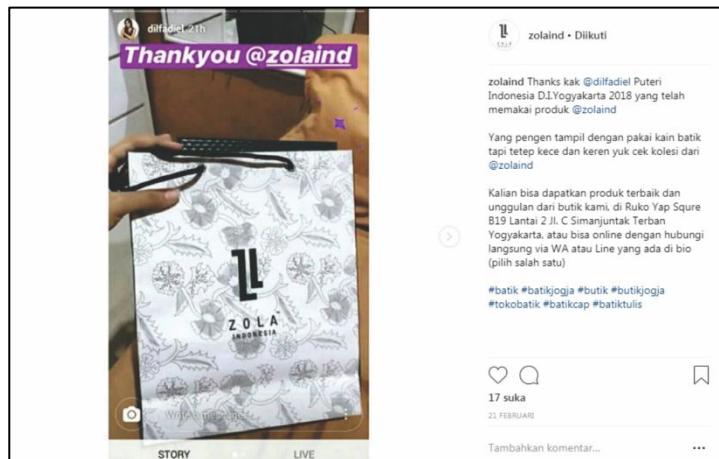 dilfadiel 21h
Thankyou @zolaind
ZOLA
INDONESIA
STORY
LIVE
zolaind • Diikuti
zolaind Thanks kak @dilfadiel Puteri
Indonesia D.I.Yogyakarta 2018 yang telah
memakai produk @zolaind
Yang pengen tampil dengan pakai kain batik
tapi tetep kece dan keren yuk cek kolesi dari
@zolaind
Kalian bisa dapatkan produk terbaik dan
unggulan dari butik kami, di Ruko Yap Squre
B19 Lantai 2 Jl. C Simanjuntak Terban
Yogyakarta, atau bisa online dengan hubungi
langsung via WA atau Line yang ada di bio
(pilih salah satu)
#batik #batikjogja #butik #butikjogja
#tokobatik #batikcap #batiktulis
17 suka
21 FEBRUARI
Tambahkan komentar...